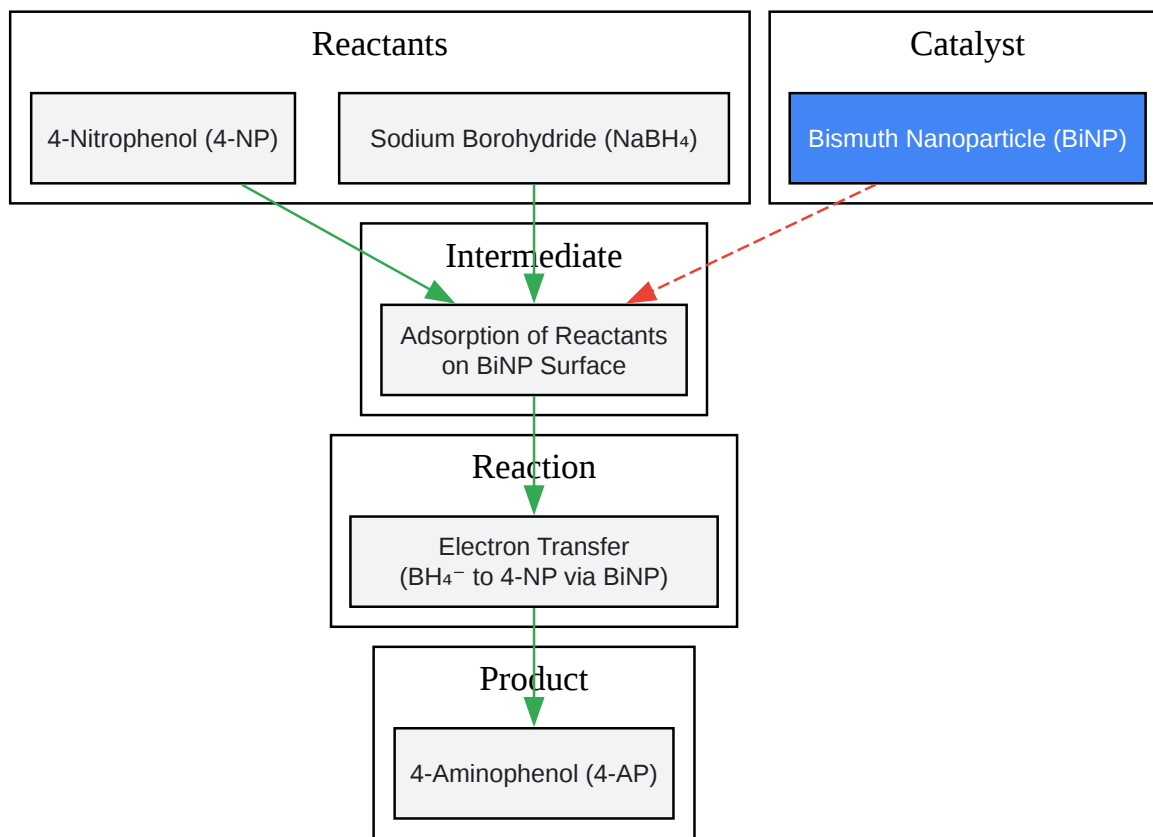 Reactants
Catalyst
4-Nitrophenol (4-NP)
Sodium Borohydride (NaBH₄)
Bismuth Nanoparticle (BiNP)
Intermediate
Adsorption of Reactants
on BiNP Surface
Reaction
Electron Transfer
(BH₄⁻ to 4-NP via BiNP)
Product
4-Aminophenol (4-AP)